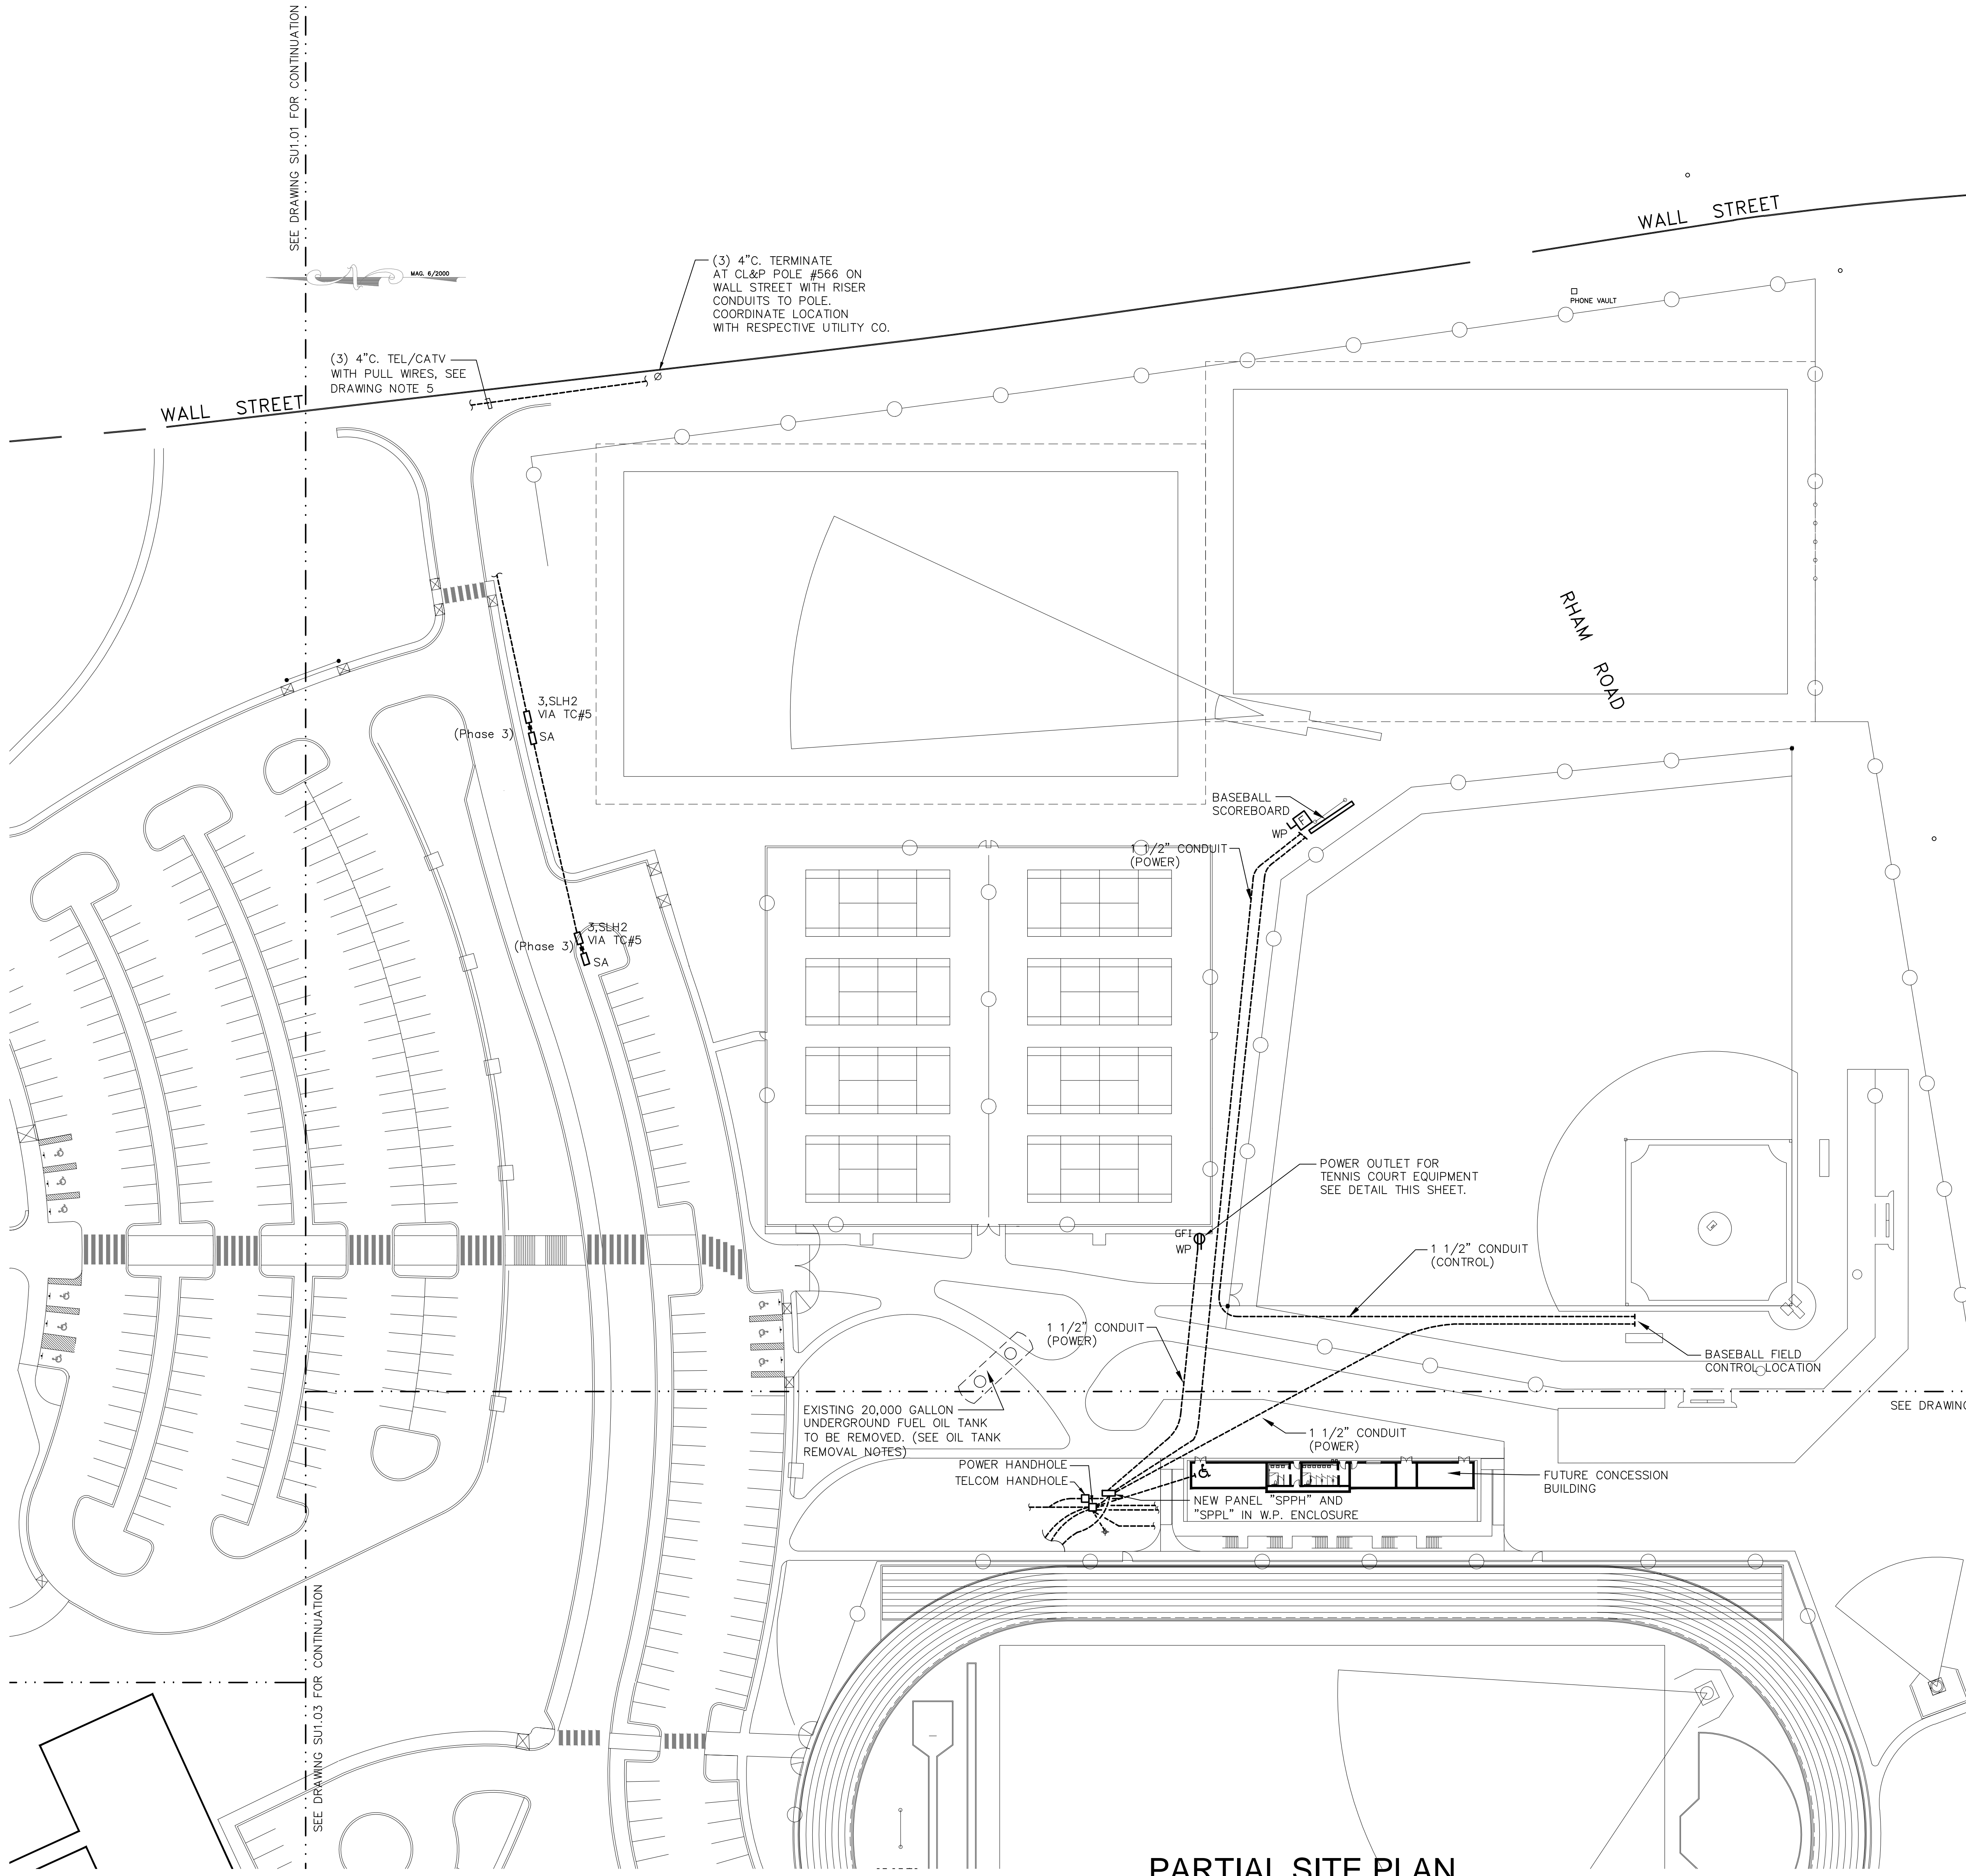 SEE DRAWING SU1.01 FOR CONTINUATION
WALL STREET
MAG. 6/2000
(3) 4"C. TERMINATE
AT CL&P POLE #566 ON
WALL STREET WITH RISER
CONDUITS TO POLE.
COORDINATE LOCATION
WITH RESPECTIVE UTILITY CO.
PHONE VAULT
(3) 4"C. TEL/CATV
WITH PULL WIRES, SEE
DRAWING NOTE 5
WALL STREET
RHAM ROAD
3,SLH2
VIA TC#5
(Phase 3)
SA
BASEBALL
SCOREBOARD
F
WP
1 1/2" CONDUIT
(POWER)
3,SLH2
VIA TC#5
(Phase 3)
SA
POWER OUTLET FOR
TENNIS COURT EQUIPMENT
SEE DETAIL THIS SHEET.
GFI
WP
1 1/2" CONDUIT
(CONTROL)
1 1/2" CONDUIT
(POWER)
BASEBALL FIELD
CONTROL LOCATION
SEE DRAWING
EXISTING 20,000 GALLON
UNDERGROUND FUEL OIL TANK
TO BE REMOVED. (SEE OIL TANK
REMOVAL NOTES)
1 1/2" CONDUIT
(POWER)
POWER HANDHOLE
TELCOM HANDHOLE
FUTURE CONCESSION
BUILDING
NEW PANEL "SPPH" AND
"SPPL" IN W.P. ENCLOSURE
SEE DRAWING SU1.03 FOR CONTINUATION
PARTIAL SITE PLAN